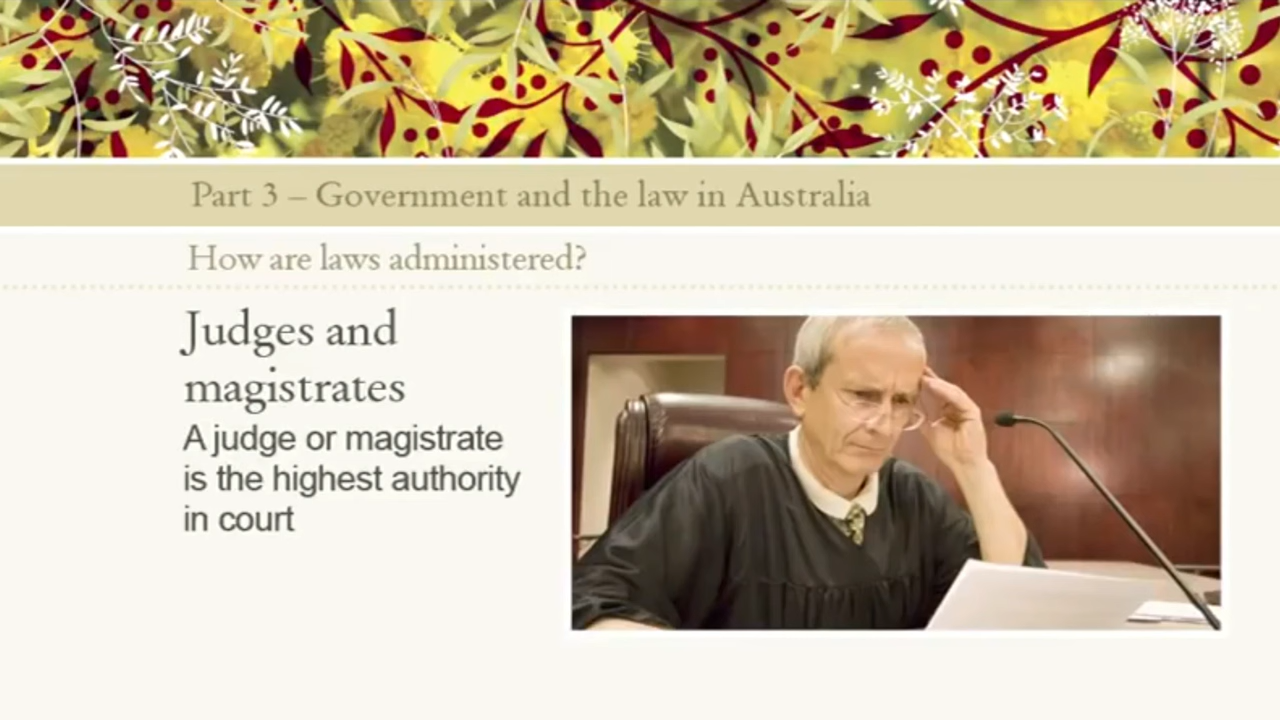 Part 3 – Government and the law in Australia
How are laws administered?
Judges and
magistrates
A judge or magistrate
is the highest authority
in court